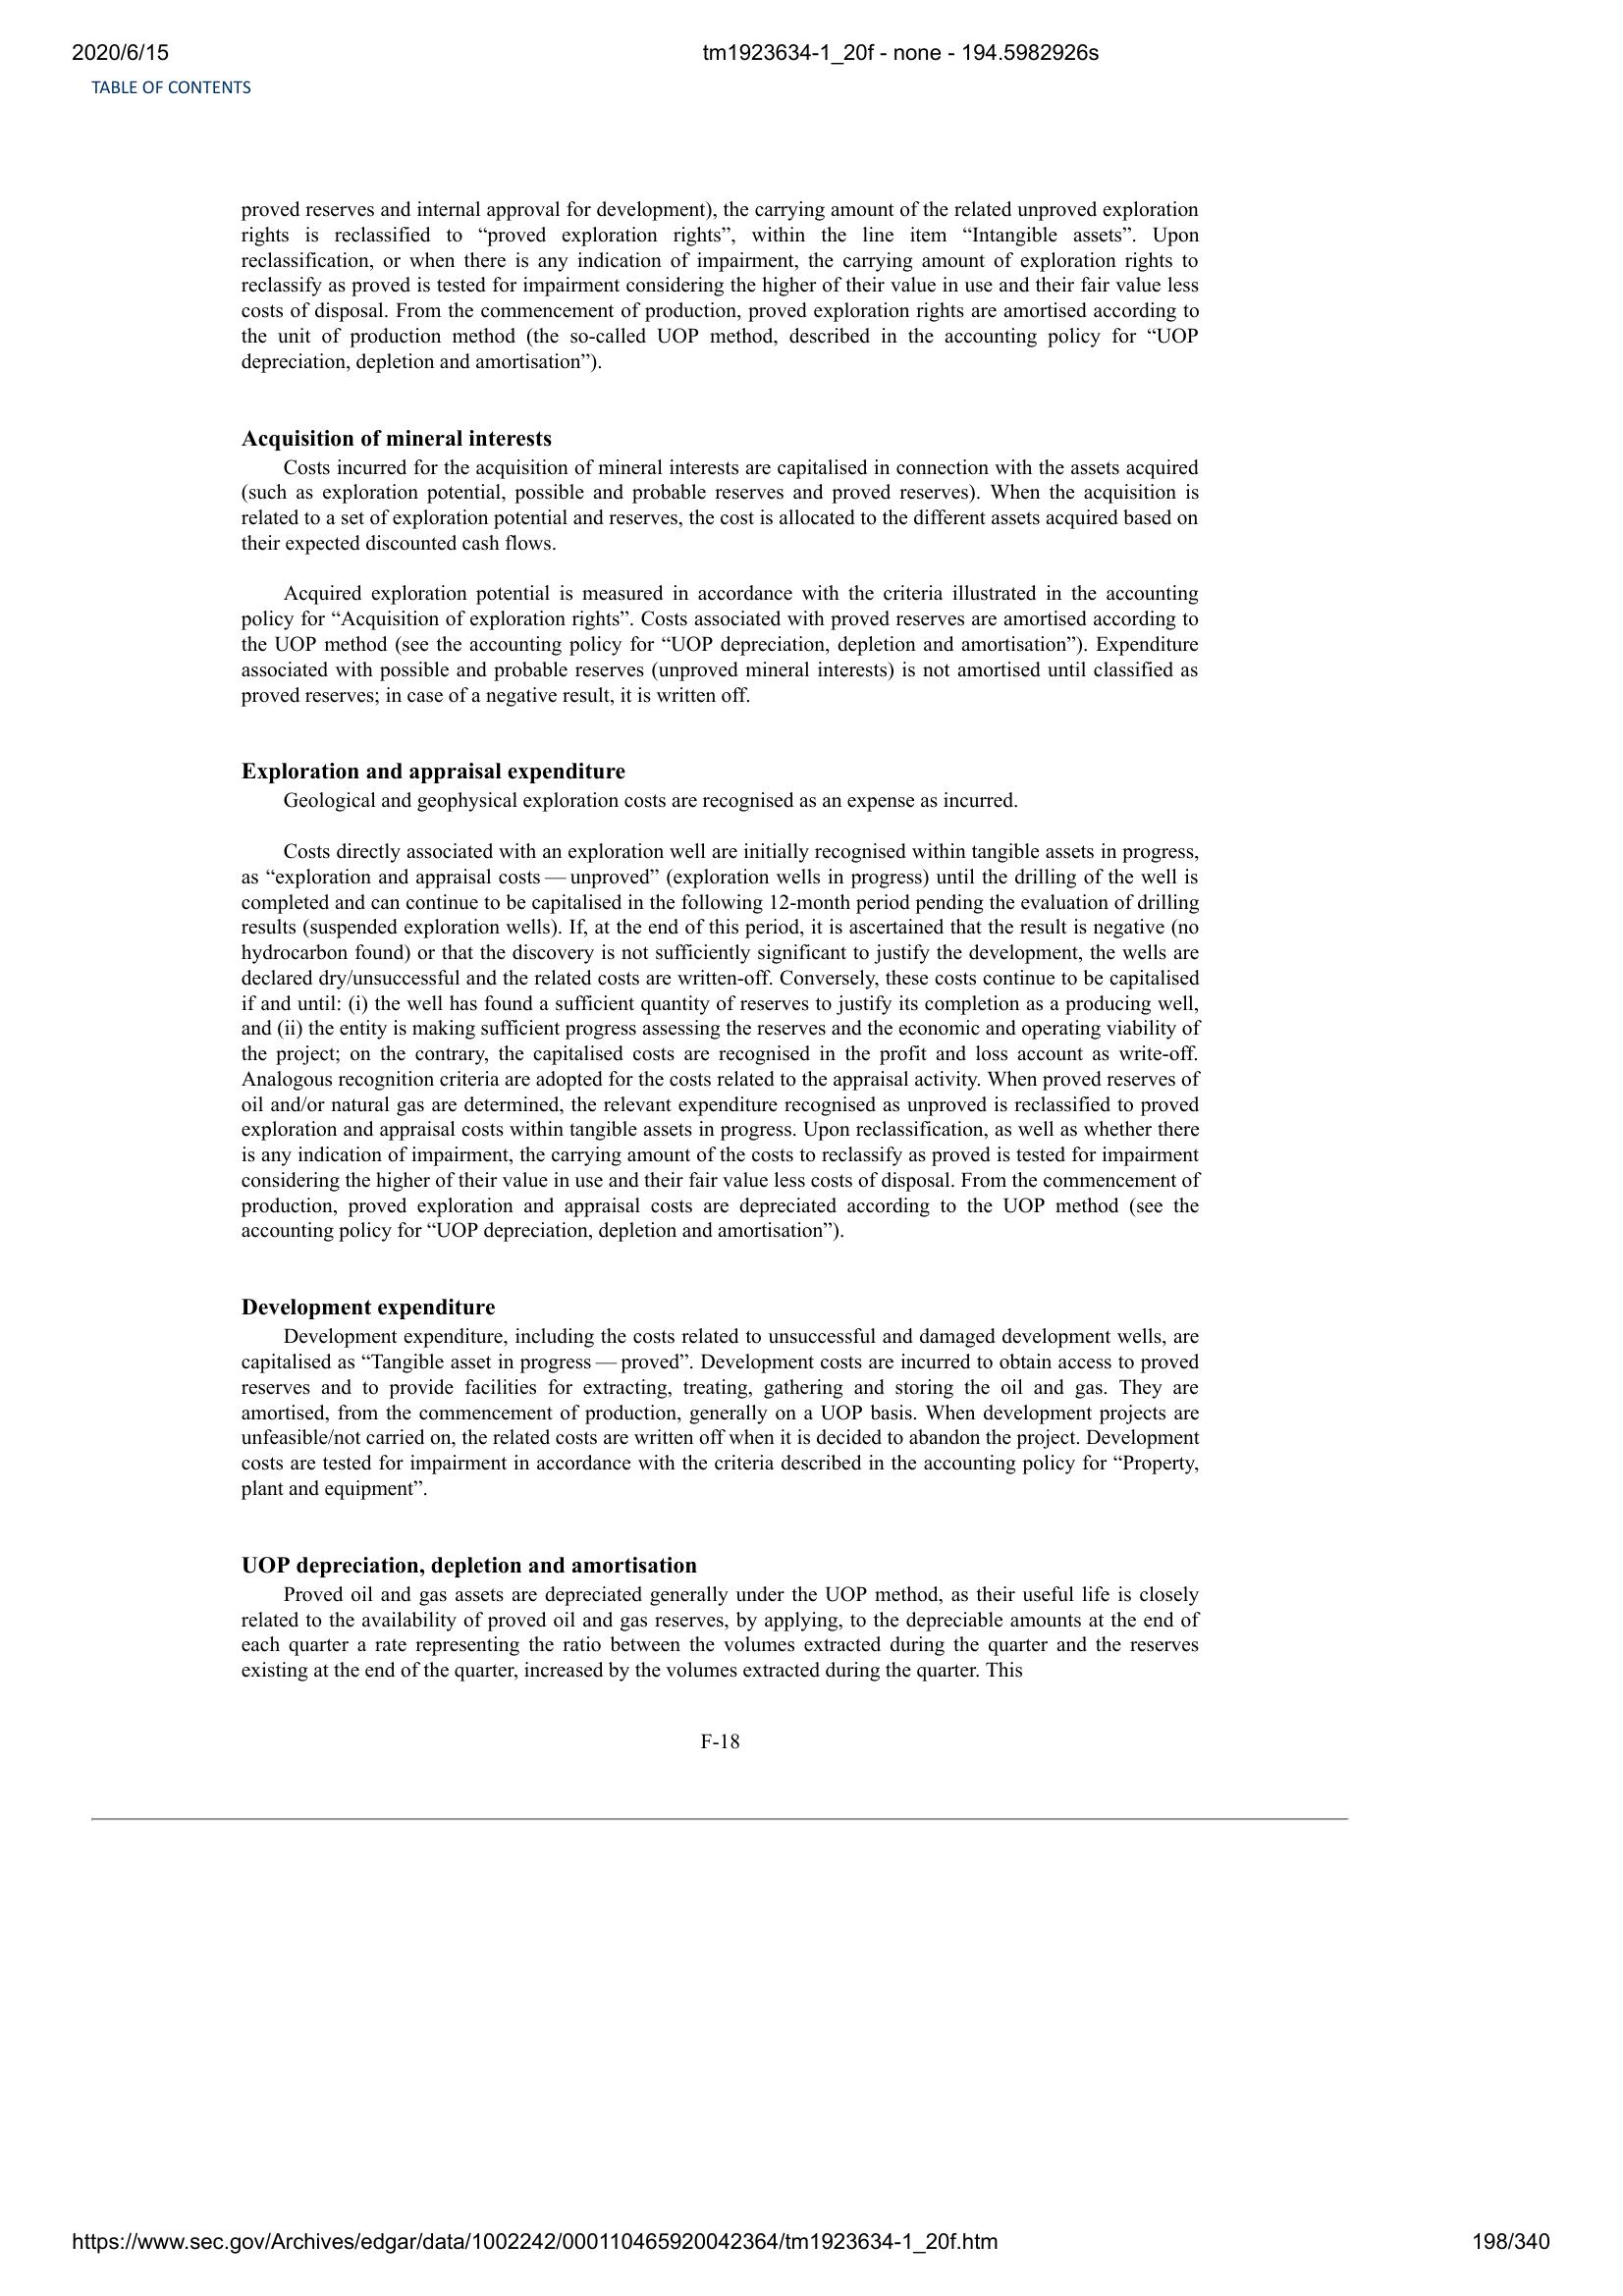 2020/6/15
tm1923634-1_20f - none - 194.5982926s
TABLE OF CONTENTS
proved reserves and internal approval for development), the carrying amount of the related unproved exploration
rights is reclassified to “proved exploration rights”, within the line item “Intangible assets”. Upon
reclassification, or when there is any indication of impairment, the carrying amount of exploration rights to
reclassify as proved is tested for impairment considering the higher of their value in use and their fair value less
costs of disposal. From the commencement of production, proved exploration rights are amortised according to
the unit of production method (the so-called UOP method, described in the accounting policy for “UOP
depreciation, depletion and amortisation”).
Acquisition of mineral interests
Costs incurred for the acquisition of mineral interests are capitalised in connection with the assets acquired
(such as exploration potential, possible and probable reserves and proved reserves). When the acquisition is
related to a set of exploration potential and reserves, the cost is allocated to the different assets acquired based on
their expected discounted cash flows.
Acquired exploration potential is measured in accordance with the criteria illustrated in the accounting
policy for “Acquisition of exploration rights”. Costs associated with proved reserves are amortised according to
the UOP method (see the accounting policy for “UOP depreciation, depletion and amortisation”). Expenditure
associated with possible and probable reserves (unproved mineral interests) is not amortised until classified as
proved reserves; in case of a negative result, it is written off.
Exploration and appraisal expenditure
Geological and geophysical exploration costs are recognised as an expense as incurred.
Costs directly associated with an exploration well are initially recognised within tangible assets in progress,
as “exploration and appraisal costs — unproved” (exploration wells in progress) until the drilling of the well is
completed and can continue to be capitalised in the following 12-month period pending the evaluation of drilling
results (suspended exploration wells). If, at the end of this period, it is ascertained that the result is negative (no
hydrocarbon found) or that the discovery is not sufficiently significant to justify the development, the wells are
declared dry/unsuccessful and the related costs are written-off. Conversely, these costs continue to be capitalised
if and until: (i) the well has found a sufficient quantity of reserves to justify its completion as a producing well,
and (ii) the entity is making sufficient progress assessing the reserves and the economic and operating viability of
the project; on the contrary, the capitalised costs are recognised in the profit and loss account as write-off.
Analogous recognition criteria are adopted for the costs related to the appraisal activity. When proved reserves of
oil and/or natural gas are determined, the relevant expenditure recognised as unproved is reclassified to proved
exploration and appraisal costs within tangible assets in progress. Upon reclassification, as well as whether there
is any indication of impairment, the carrying amount of the costs to reclassify as proved is tested for impairment
considering the higher of their value in use and their fair value less costs of disposal. From the commencement of
production, proved exploration and appraisal costs are depreciated according to the UOP method (see the
accounting policy for “UOP depreciation, depletion and amortisation”).
Development expenditure
Development expenditure, including the costs related to unsuccessful and damaged development wells, are
capitalised as “Tangible asset in progress — proved”. Development costs are incurred to obtain access to proved
reserves and to provide facilities for extracting, treating, gathering and storing the oil and gas. They are
amortised, from the commencement of production, generally on a UOP basis. When development projects are
unfeasible/not carried on, the related costs are written off when it is decided to abandon the project. Development
costs are tested for impairment in accordance with the criteria described in the accounting policy for “Property,
plant and equipment”.
UOP depreciation, depletion and amortisation
Proved oil and gas assets are depreciated generally under the UOP method, as their useful life is closely
related to the availability of proved oil and gas reserves, by applying, to the depreciable amounts at the end of
each quarter a rate representing the ratio between the volumes extracted during the quarter and the reserves
existing at the end of the quarter, increased by the volumes extracted during the quarter. This
F-18
https://www.sec.gov/Archives/edgar/data/1002242/000110465920042364/tm1923634-1_20f.htm
198/340